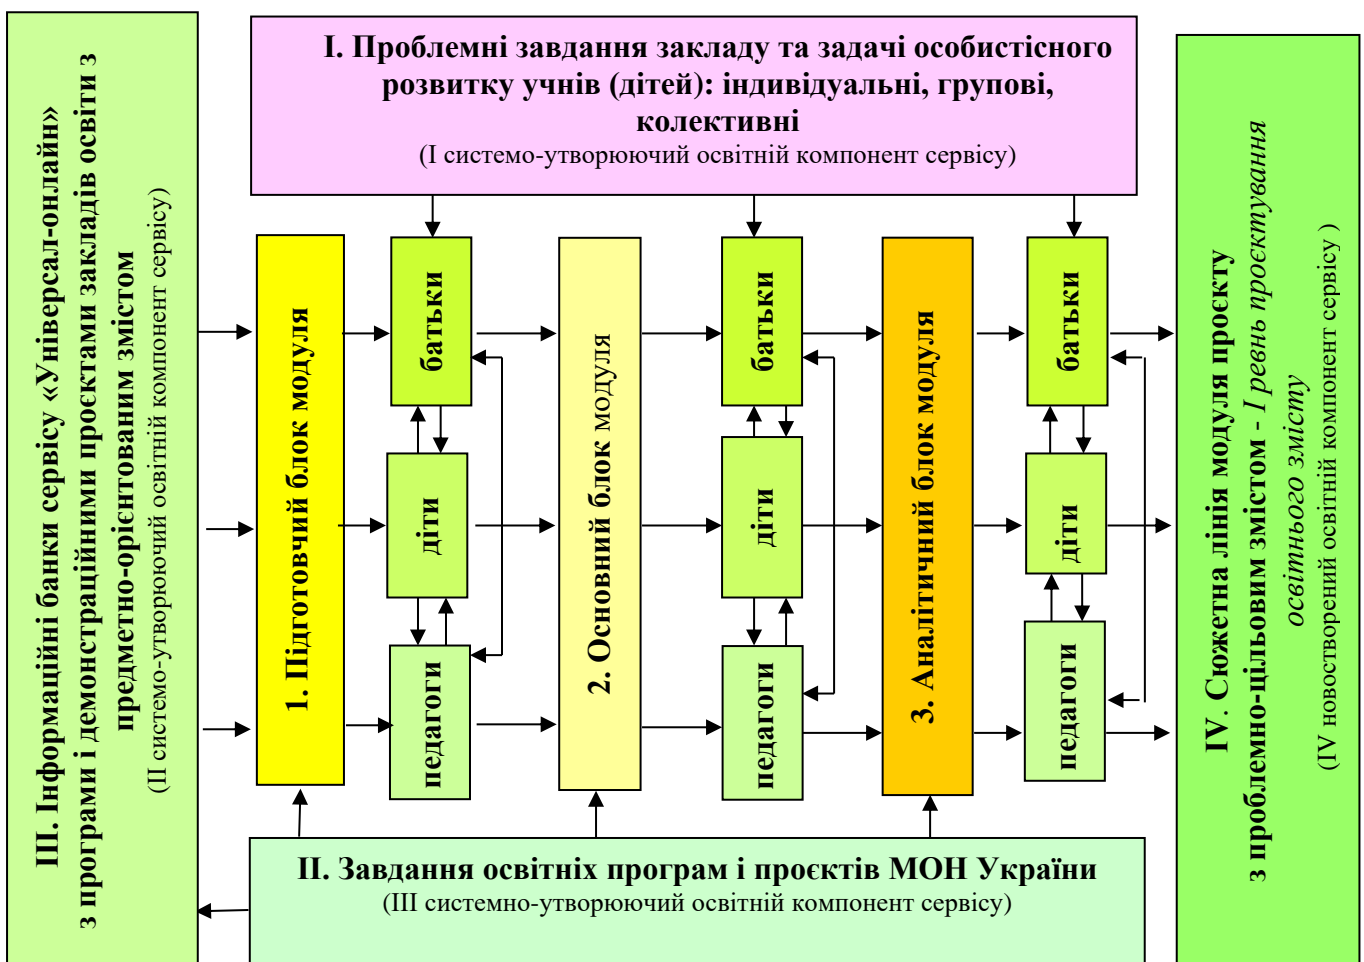 I. Проблемні завдання закладу та задачі особистісного
розвитку учнів (дітей): індивідуальні, групові,
колективні
(I системо-утворюючий освітній компонент сервісу)
III. Інформаційні банки сервісу «Універсал-онлайн»
з програми і демонстраційними проєктами закладів освіти з
предметно-орієнтованим змістом
(II системо-утворюючий освітній компонент сервісу)
1. Підготовчий блок модуля
батьки
діти
педагоги
2. Основний блок модуля
батьки
діти
педагоги
3. Аналітичний блок модуля
батьки
діти
педагоги
IV. Сюжетна лінія модуля проєкту
з проблемно-цільовим змістом - I ревнь проєктування
освітнього змісту
(IV новостворений освітній компонент сервісу )
II. Завдання освітніх програм і проєктів МОН України
(III системно-утворюючий освітній компонент сервісу)